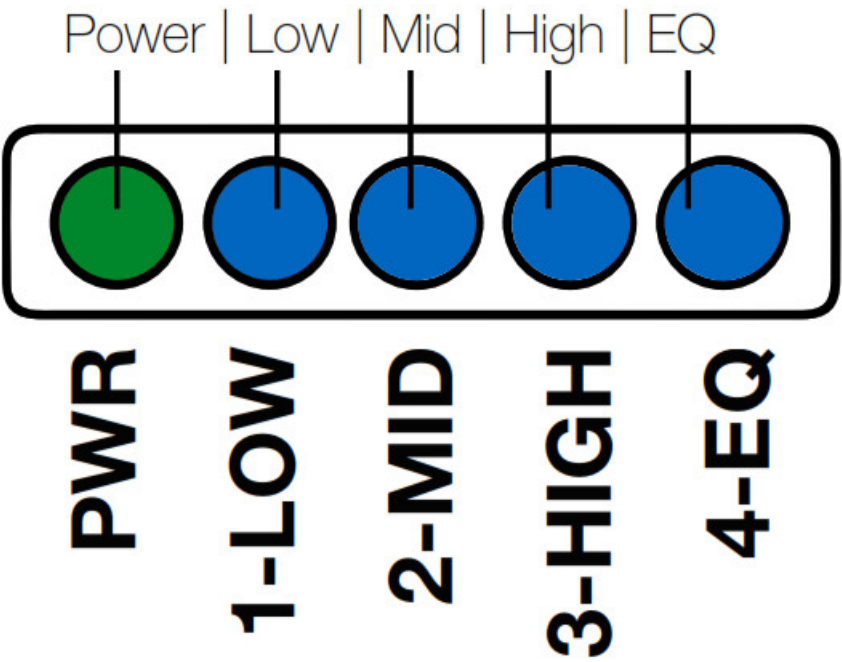 Power | Low | Mid | High | EQ
PWR
1-LOW
2-MID
3-HIGH
4-EQ